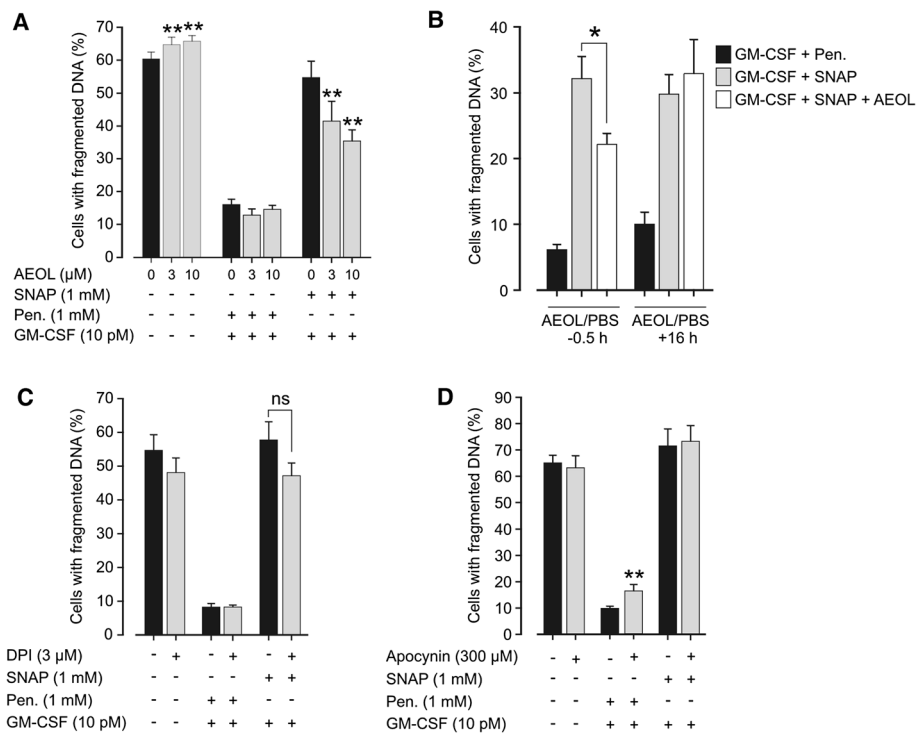 A
Cells with fragmented DNA (%)
70
60
50
40
30
20
10
0
** **
**
**
AEOL (µM) 0 3 10 0 3 10 0 3 10
SNAP (1 mM) - - - - - - + + +
Pen. (1 mM) - - - + + + - - -
GM-CSF (10 pM) - - - + + + + + +
B
Cells with fragmented DNA (%)
40
30
20
10
0
*
GM-CSF + Pen.
GM-CSF + SNAP
GM-CSF + SNAP + AEOL
AEOL/PBS AEOL/PBS
-0.5 h +16 h
C
Cells with fragmented DNA (%)
70
60
50
40
30
20
10
0
ns
DPI (3 µM) - + - + - +
SNAP (1 mM) - - - - + +
Pen. (1 mM) - - + + - -
GM-CSF (10 pM) - - + + + +
D
Cells with fragmented DNA (%)
90
80
70
60
50
40
30
20
10
0
**
Apocynin (300 µM) - + - + - +
SNAP (1 mM) - - - - + +
Pen. (1 mM) - - + + - -
GM-CSF (10 pM) - - + + + +